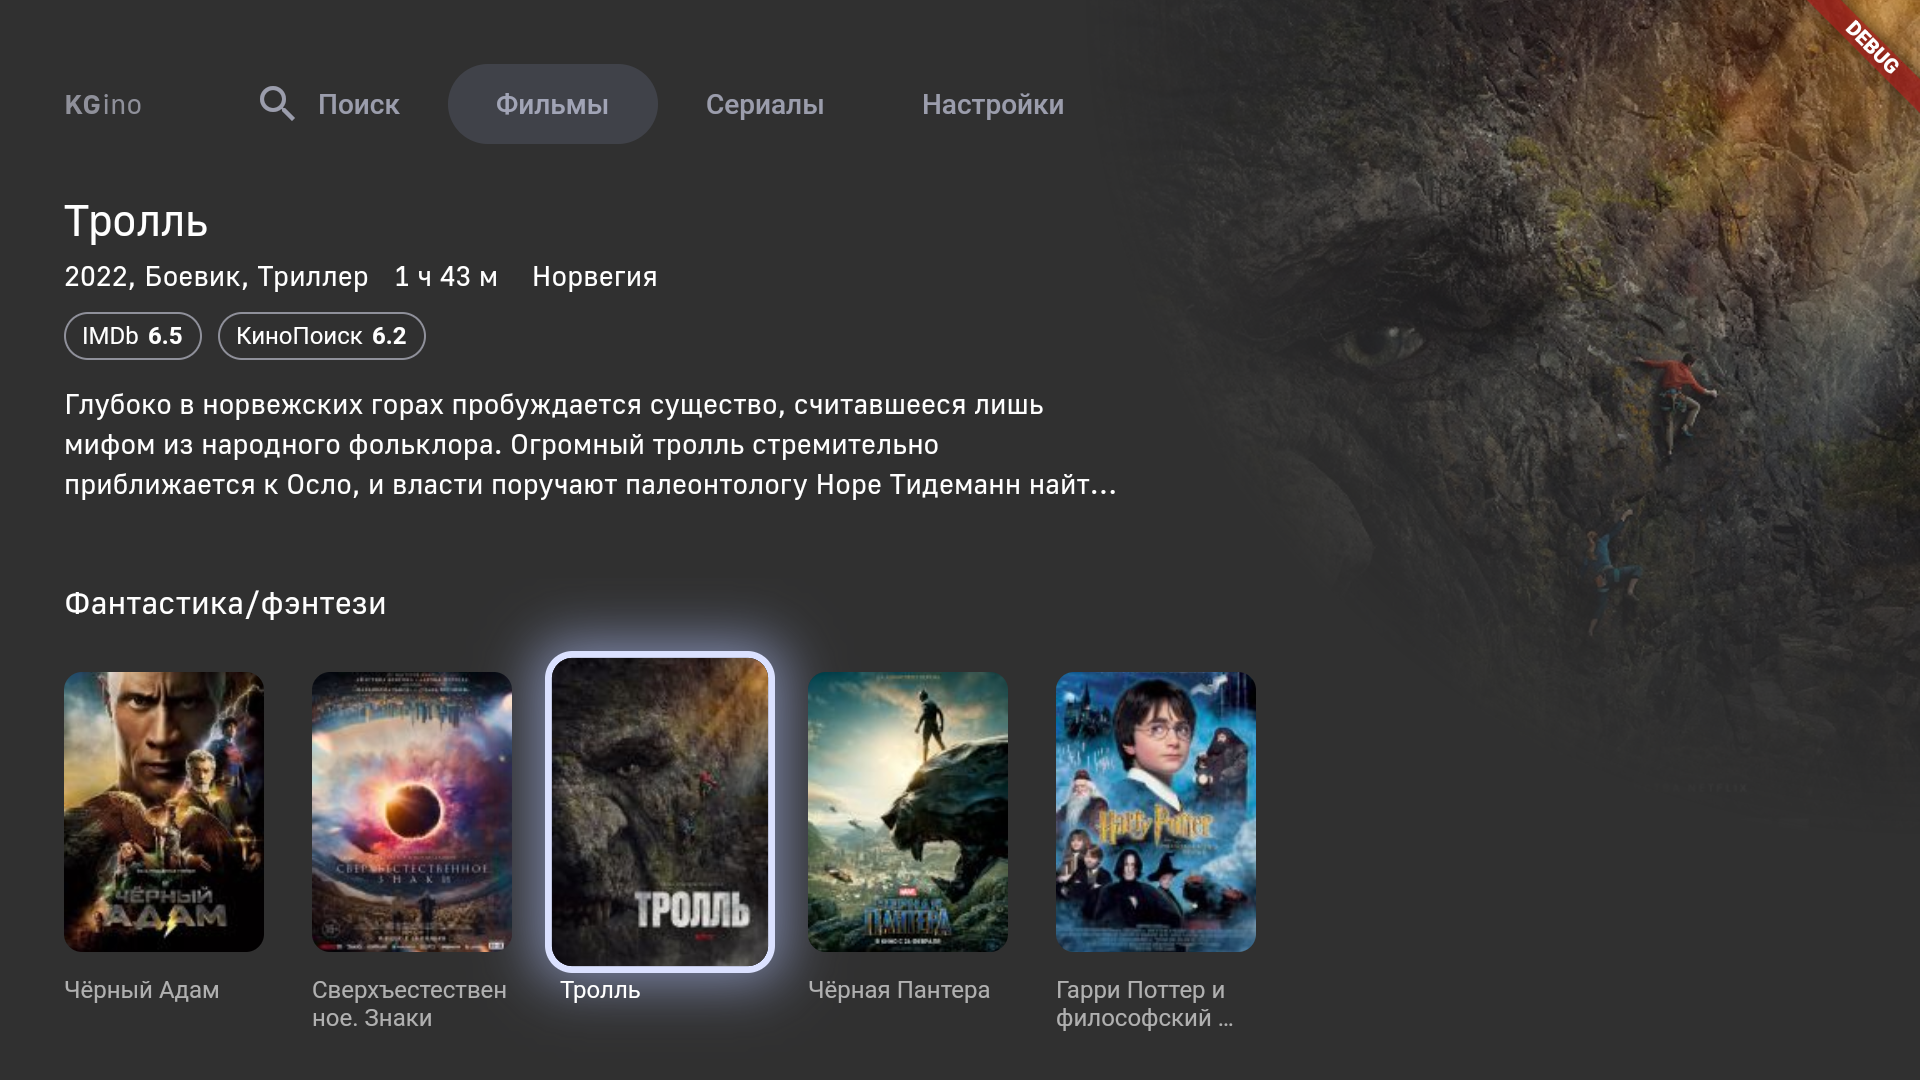 DEBUG
KGino
Поиск
Фильмы
Сериалы
Настройки
Тролль
2022, Боевик, Триллер 1 ч 43 м Норвегия
IMDb 6.5
КиноПоиск 6.2
Глубоко в норвежских горах пробуждается существо, считавшееся лишь
мифом из народного фольклора. Огромный тролль стремительно
приближается к Осло, и власти поручают палеонтологу Норе Тидеманн найт...
Фантастика/фэнтези
ЧЁРНЫЙ
АДАМ
СВЕРХЪЕСТЕСТВЕННОЕ
ЗНАКИ
ТРОЛЛЬ
MARVEL
ПАНТЕРА
Harry Potter
Чёрный Адам
Сверхъестествен
ное. Знаки
Тролль
Чёрная Пантера
Гарри Поттер и
философский ...